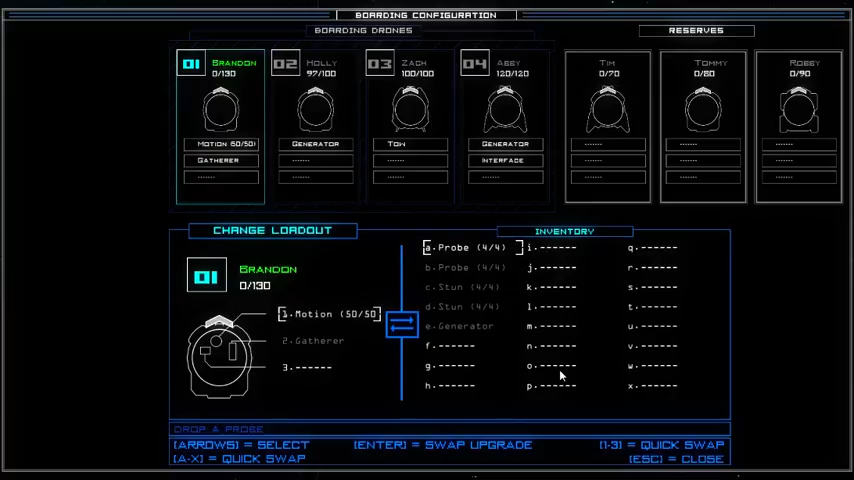 BOARDING CONFIGURATION
BOARDING DRONES
RESERVES
01 BRANDON 0/130
02 HOLLY 97/100
03 ZACH 100/100
04 ABBY 120/120
TIM 0/70
TOMMY 0/80
ROBBY 0/90
MOTION (50/50) GENERATOR TOW GENERATOR ------- ------- -------
GATHERER ------- ------- INTERFACE ------- ------- -------
------- ------- ------- ------- ------- ------- -------
CHANGE LOADOUT
INVENTORY
01 BRANDON
0/130
1.Motion (50/50
2.Gatherer
3.------
a.Probe (4/4) i.------ q.------
b.Probe (4/4) j.------ r.------
c.Stun (4/4) k.------ s.------
d.Stun (4/4) l.------ t.------
e.Generator m.------ u.------
f.------ n.------ v.------
g.------ o.------ w.------
h.------ p.------ x.------
DROP A PROBE
[ARROWS] = SELECT [ENTER] = SWAP UPGRADE [1-3] = QUICK SWAP
[A-X] = QUICK SWAP [ESC] = CLOSE